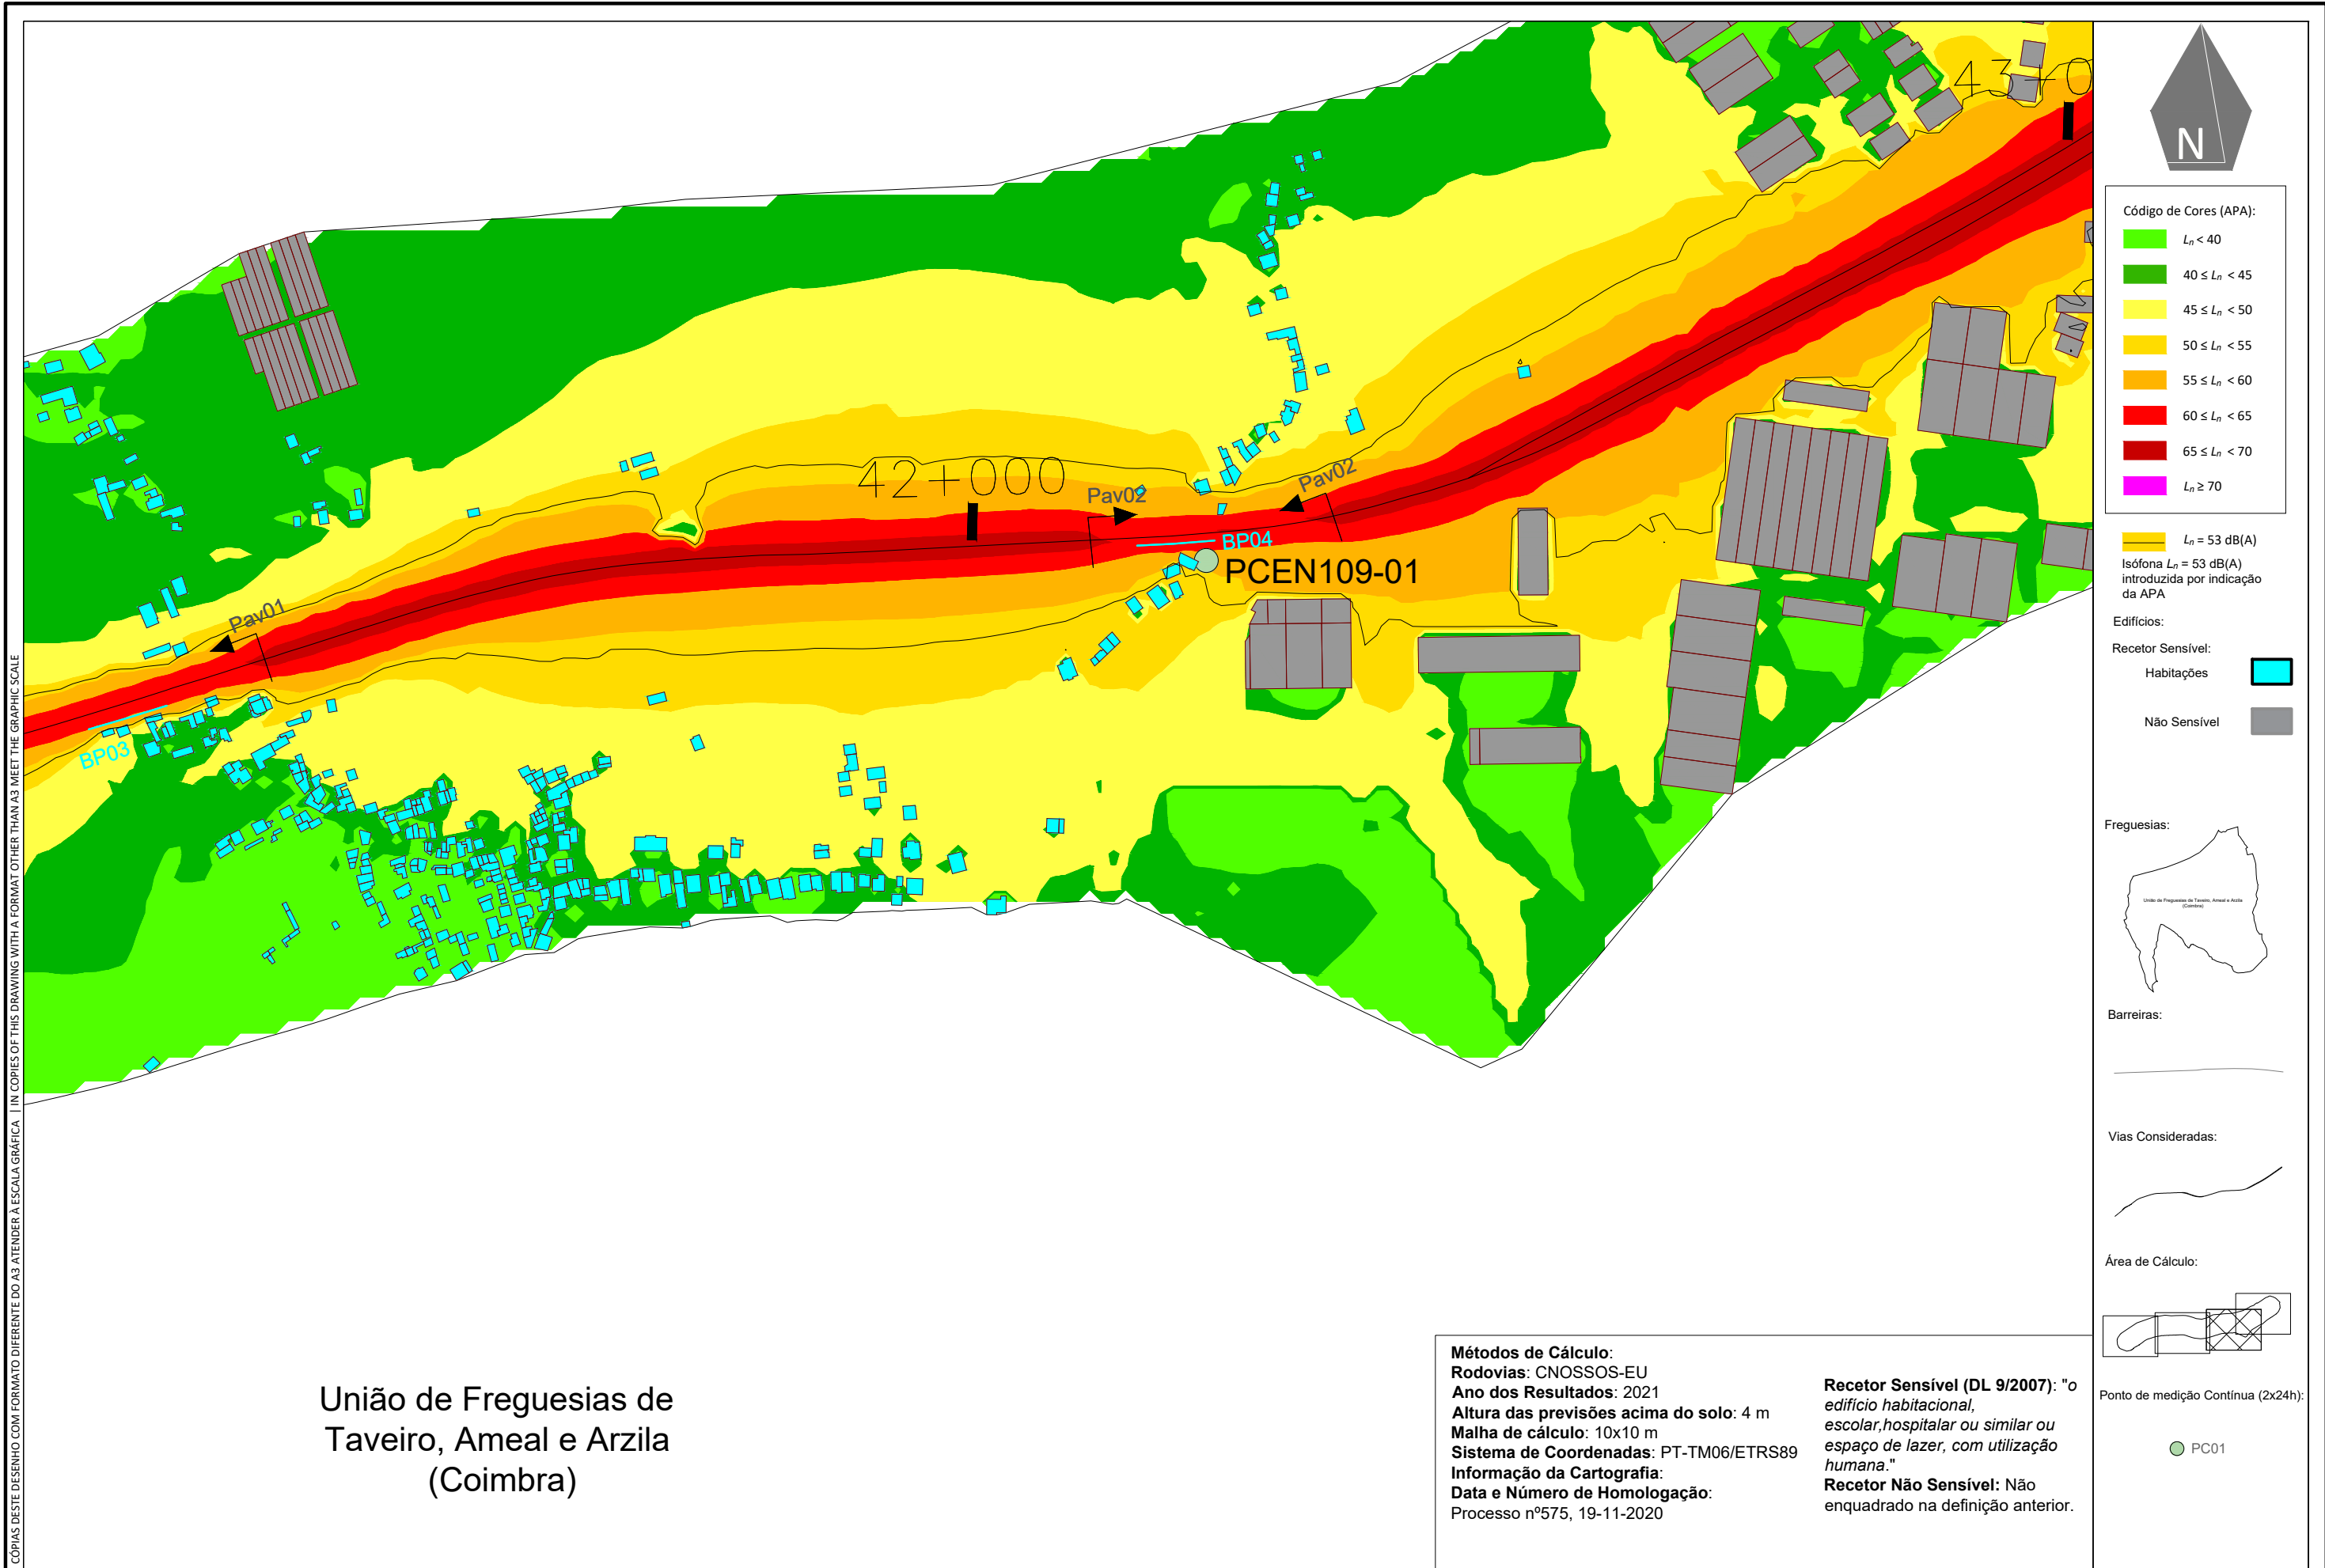 CÓPIAS DESTE DESENHO COM FORMATO DIFERENTE DO A3 ATENDER À ESCALA GRÁFICA | IN COPIES OF THIS DRAWING WITH A FORMAT OTHER THAN A3 MEET THE GRAPHIC SCALE
43+0
42+000
Pav02
Pav02
BP04
PCEN109-01
Pav01
BP03
União de Freguesias de
Taveiro, Ameal e Arzila
(Coimbra)
Métodos de Cálculo:
Rodovias: CNOSSOS-EU
Ano dos Resultados: 2021
Altura das previsões acima do solo: 4 m
Malha de cálculo: 10x10 m
Sistema de Coordenadas: PT-TM06/ETRS89
Informação da Cartografia:
Data e Número de Homologação:
Processo nº575, 19-11-2020
Recetor Sensível (DL 9/2007): "o
edifício habitacional,
escolar,hospitalar ou similar ou
espaço de lazer, com utilização
humana."
Recetor Não Sensível: Não
enquadrado na definição anterior.
N
Código de Cores (APA):
Ln < 40
40 ≤ Ln < 45
45 ≤ Ln < 50
50 ≤ Ln < 55
55 ≤ Ln < 60
60 ≤ Ln < 65
65 ≤ Ln < 70
Ln ≥ 70
Ln = 53 dB(A)
Isófona Ln = 53 dB(A)
introduzida por indicação
da APA
Edifícios:
Recetor Sensível:
Habitações
Não Sensível
Freguesias:
União de Freguesias de Taveiro, Ameal e Arzila
(Coimbra)
Barreiras:
Vias Consideradas:
Área de Cálculo:
Ponto de medição Contínua (2x24h):
PC01